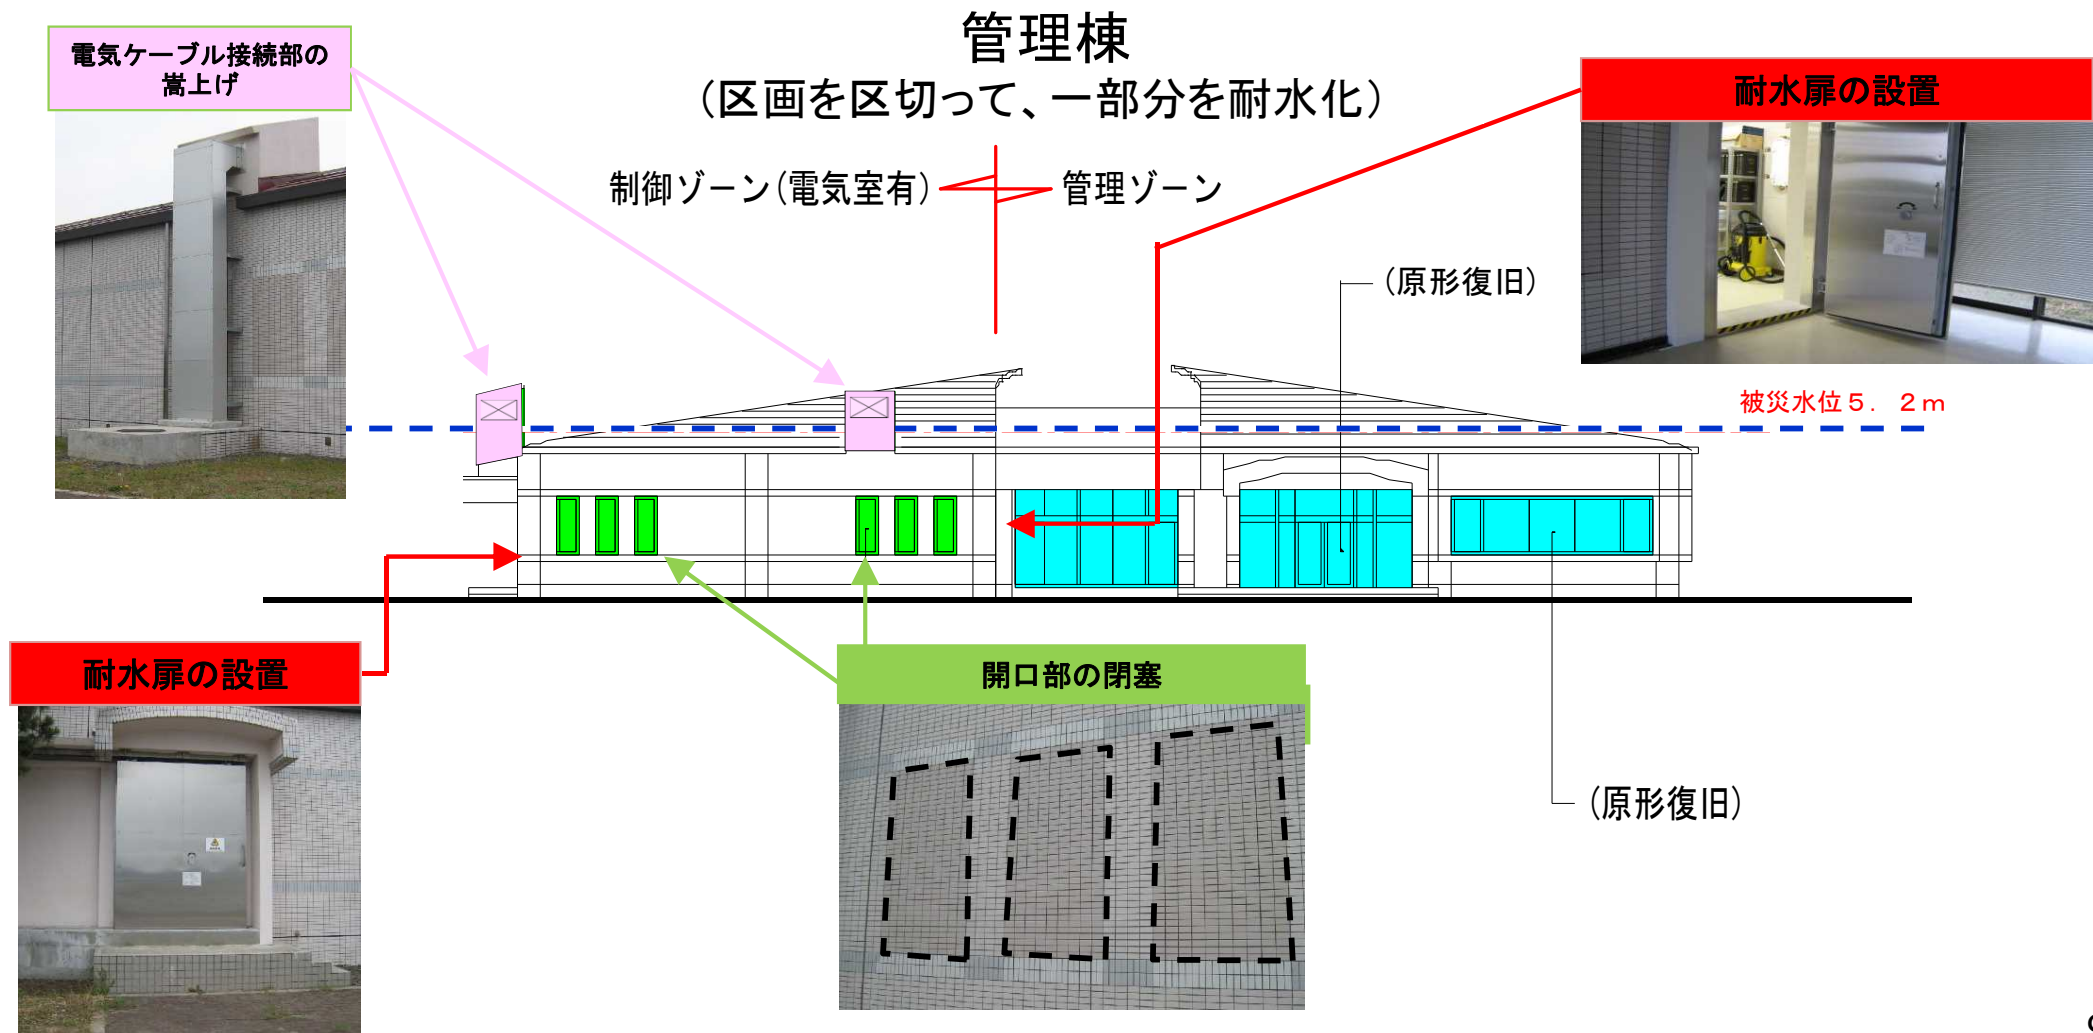 管理棟
（区画を区切って、一部分を耐水化）
電気ケーブル接続部の
嵩上げ
耐水扉の設置
制御ゾーン（電気室有）
管理ゾーン
（原形復旧）
被災水位５．２ｍ
耐水扉の設置
開口部の閉塞
（原形復旧）